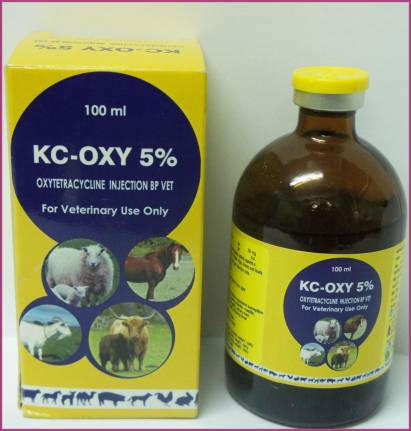 KC-OXY 5%
100 ml
KC-OXY 5%
OXYTETRACYCLINE INJECTION BP VET
For Veterinary Use Only
100 ml
KC-OXY 5%
OXYTETRACYCLINE INJECTION BP VET
For Veterinary Use Only